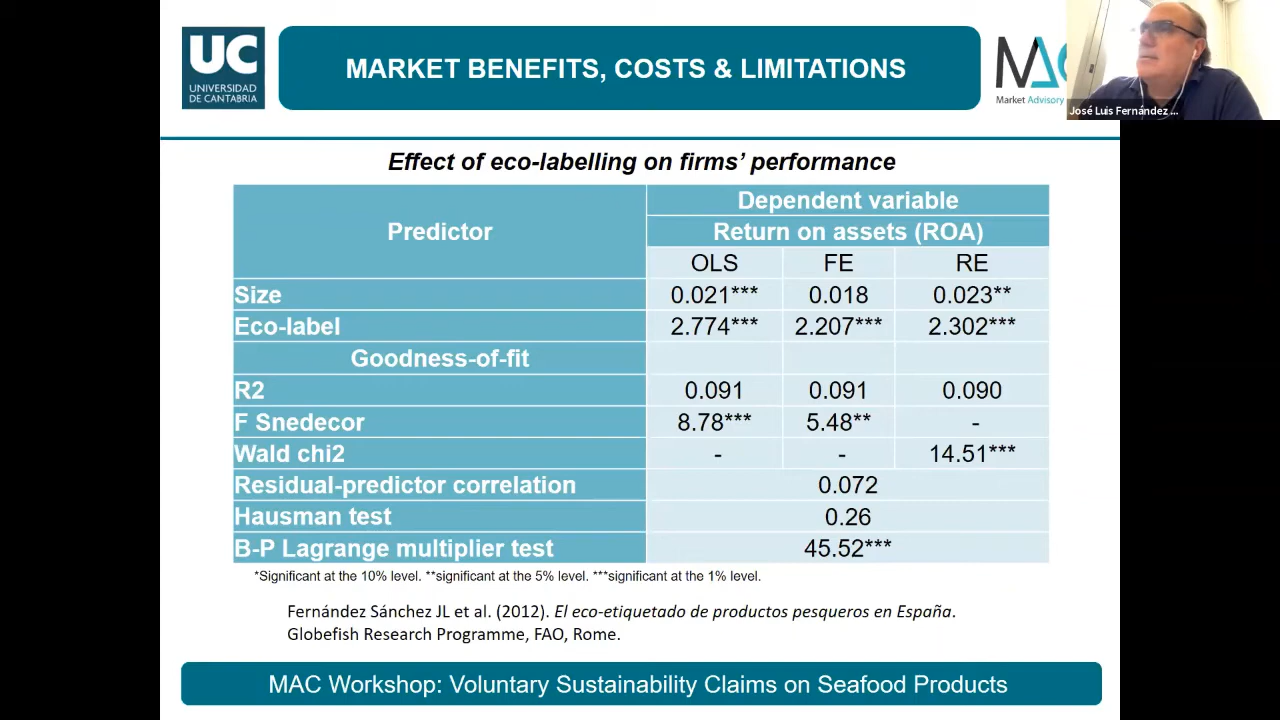 UC
UNIVERSIDAD
DE CANTABRIA
MARKET BENEFITS, COSTS & LIMITATIONS
MAC
Market Advisory
José Luis Fernández ...
Effect of eco-labelling on firms' performance
Predictor
Dependent variable
Return on assets (ROA)
OLS FE RE
Size 0.021*** 0.018 0.023**
Eco-label 2.774*** 2.207*** 2.302***
Goodness-of-fit
R2 0.091 0.091 0.090
F Snedecor 8.78*** 5.48** -
Wald chi2 - - 14.51***
Residual-predictor correlation 0.072
Hausman test 0.26
B-P Lagrange multiplier test 45.52***
*Significant at the 10% level. **significant at the 5% level. ***significant at the 1% level.
Fernández Sánchez JL et al. (2012). El eco-etiquetado de productos pesqueros en España.
Globefish Research Programme, FAO, Rome.
MAC Workshop: Voluntary Sustainability Claims on Seafood Products